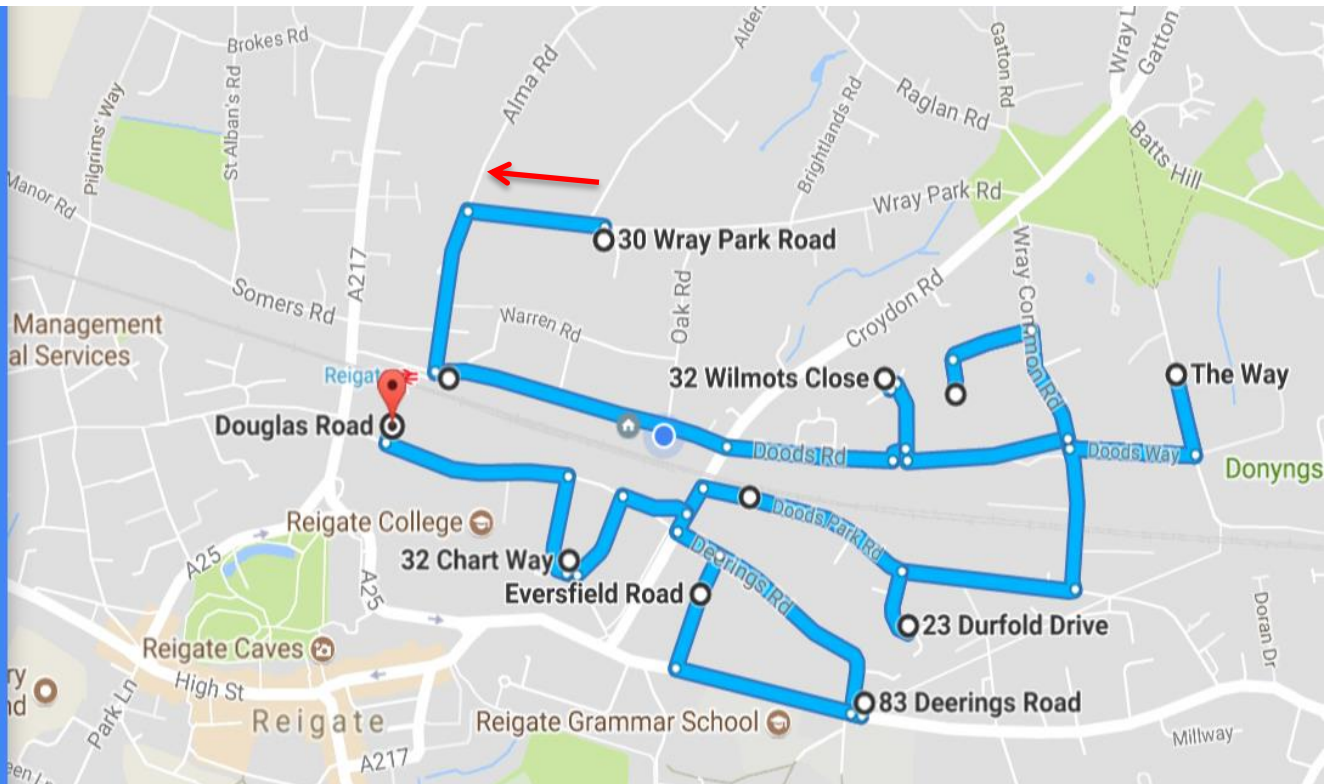 Brokes Rd
Pilgrims' Way
St Alban's Rd
Manor Rd
A217
Alma Rd
Brightlands Rd
Raglan Rd
Gatton Rd
Gatton
Batts Hill
Wray Park Rd
30 Wray Park Road
Wray Common Rd
Somers Rd
Warren Rd
Oak Rd
Croydon Rd
Management
al Services
32 Wilmots Close
The Way
Douglas Road
Doods Rd
Doods Way
Donyngs
Doods Park Rd
Reigate College
A25
A25
32 Chart Way
Deerings Rd
Eversfield Road
23 Durfold Drive
Doran Dr
Reigate Caves
High St
Park Ln
Reigate
83 Deerings Road
Reigate Grammar School
Millway
A217